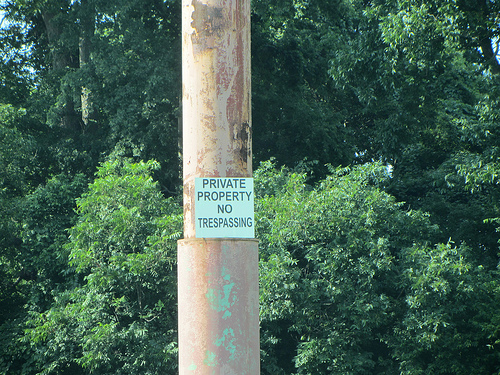 PRIVATE
PROPERTY
NO
TRESPASSING